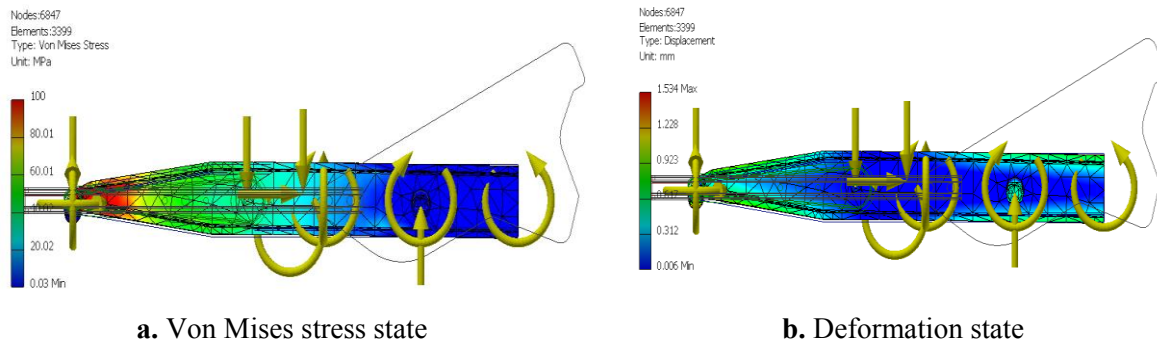 Nodes:6847
Elements:3399
Type: Von Mises Stress
Unit: MPa
100
80.01
60.01
20.02
0.03 Min
a. Von Mises stress state
Nodes:6847
Elements:3399
Type: Displacement
Unit: mm
1.534 Max
1.228
0.923
0.312
0.006 Min
b. Deformation state